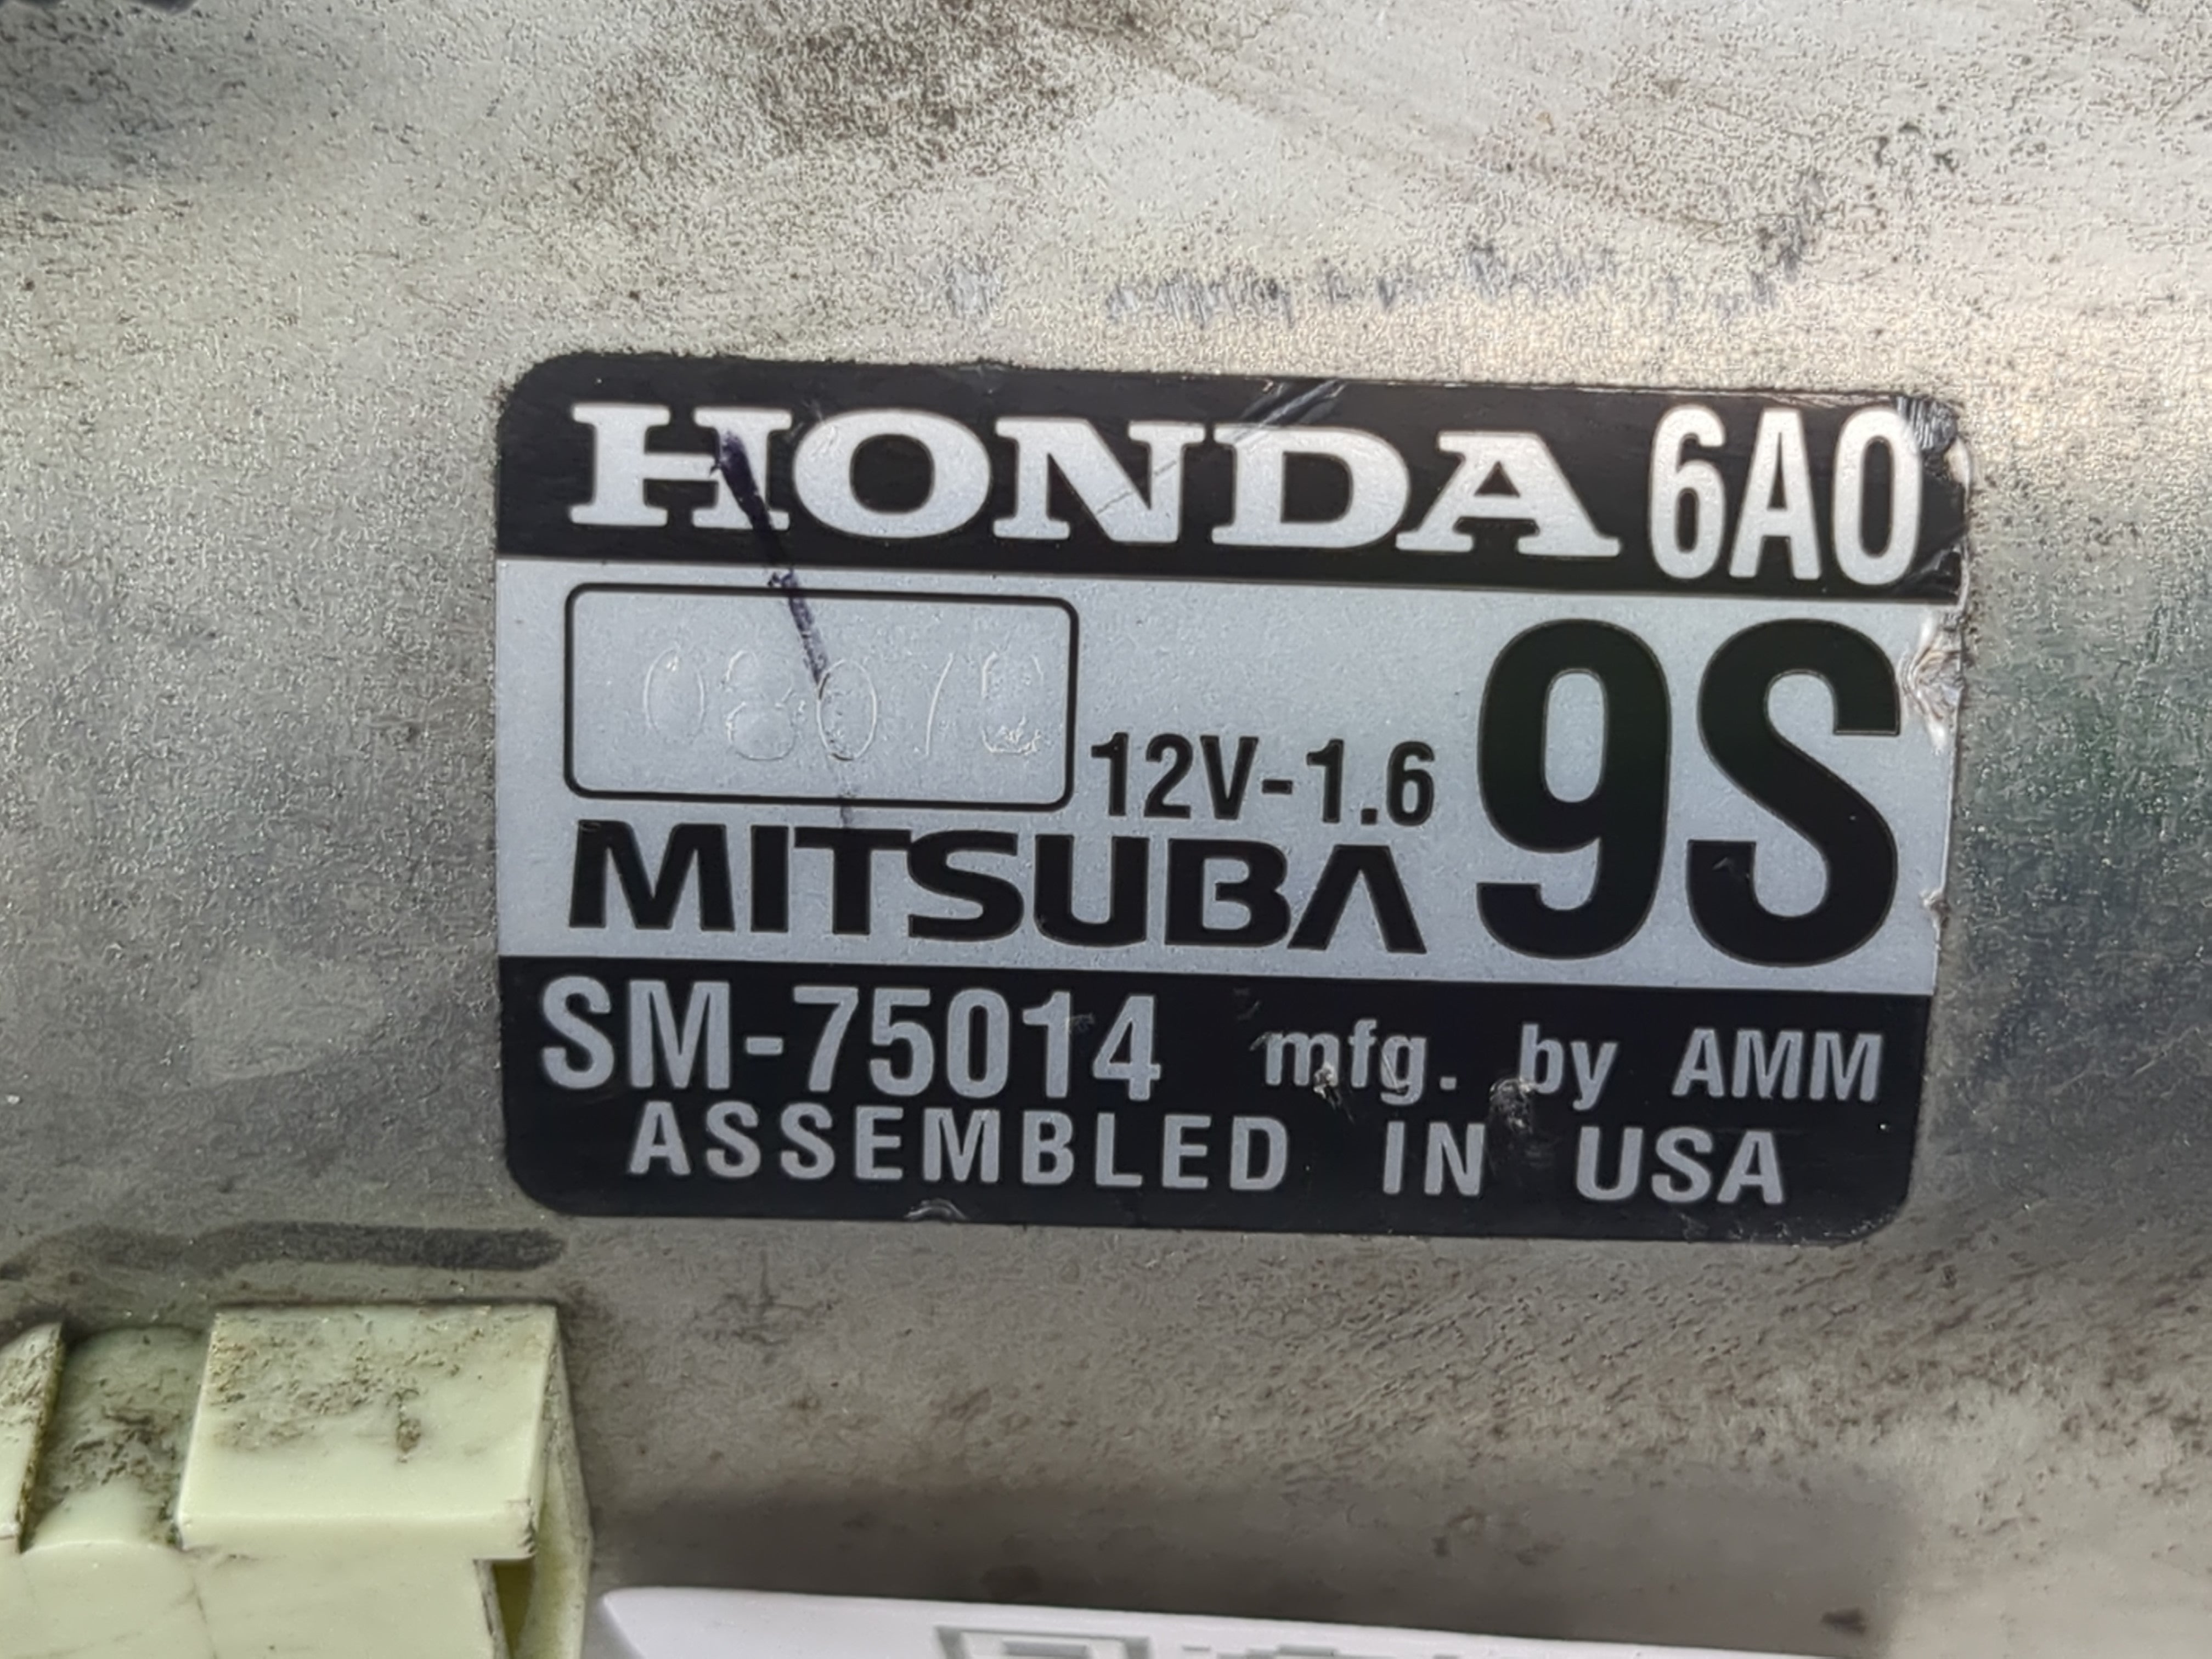 HONDA 6A0
12V-1.6 9S
MITSUBA
SM-75014 mfg. by AMM
ASSEMBLED IN USA